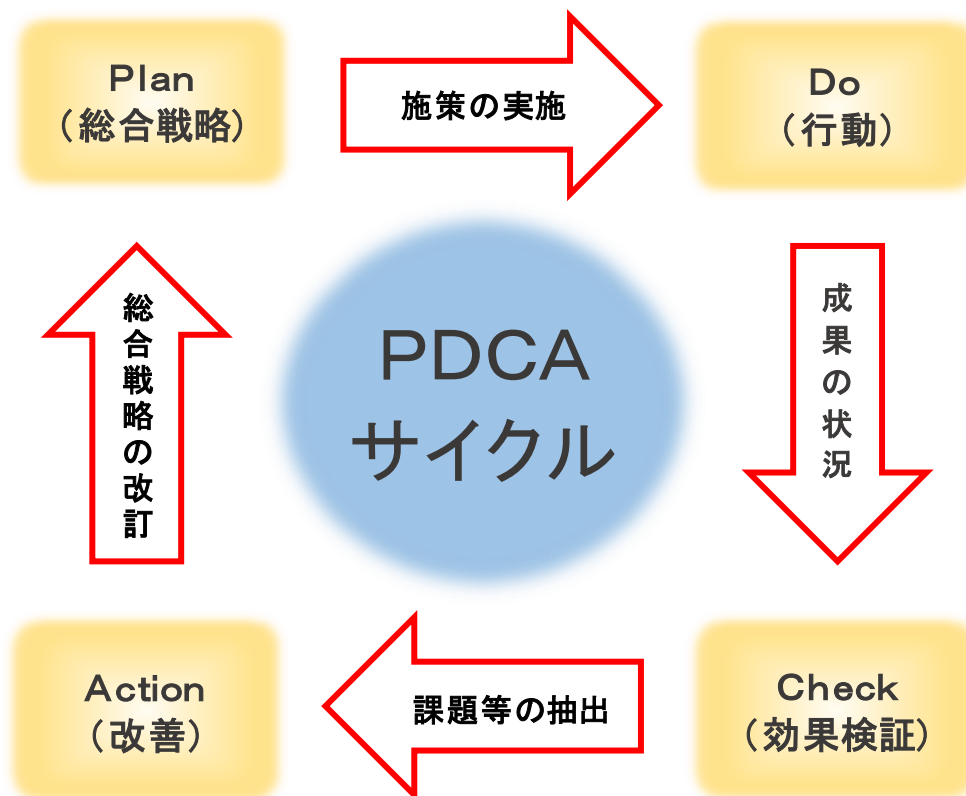 Plan
（総合戦略）
施策の実施
Do
（行動）
総合戦略の改訂
PDCA
サイクル
成果の状況
Action
（改善）
課題等の抽出
Check
（効果検証）